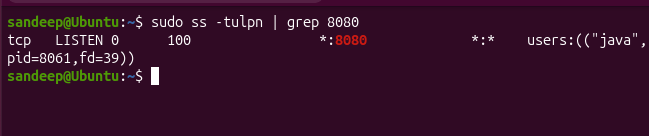 sandeep@Ubuntu:~$ sudo ss -tulpn | grep 8080
tcp   LISTEN 0      100                *:8080             *:*    users:(("java",
pid=8061,fd=39))
sandeep@Ubuntu:~$